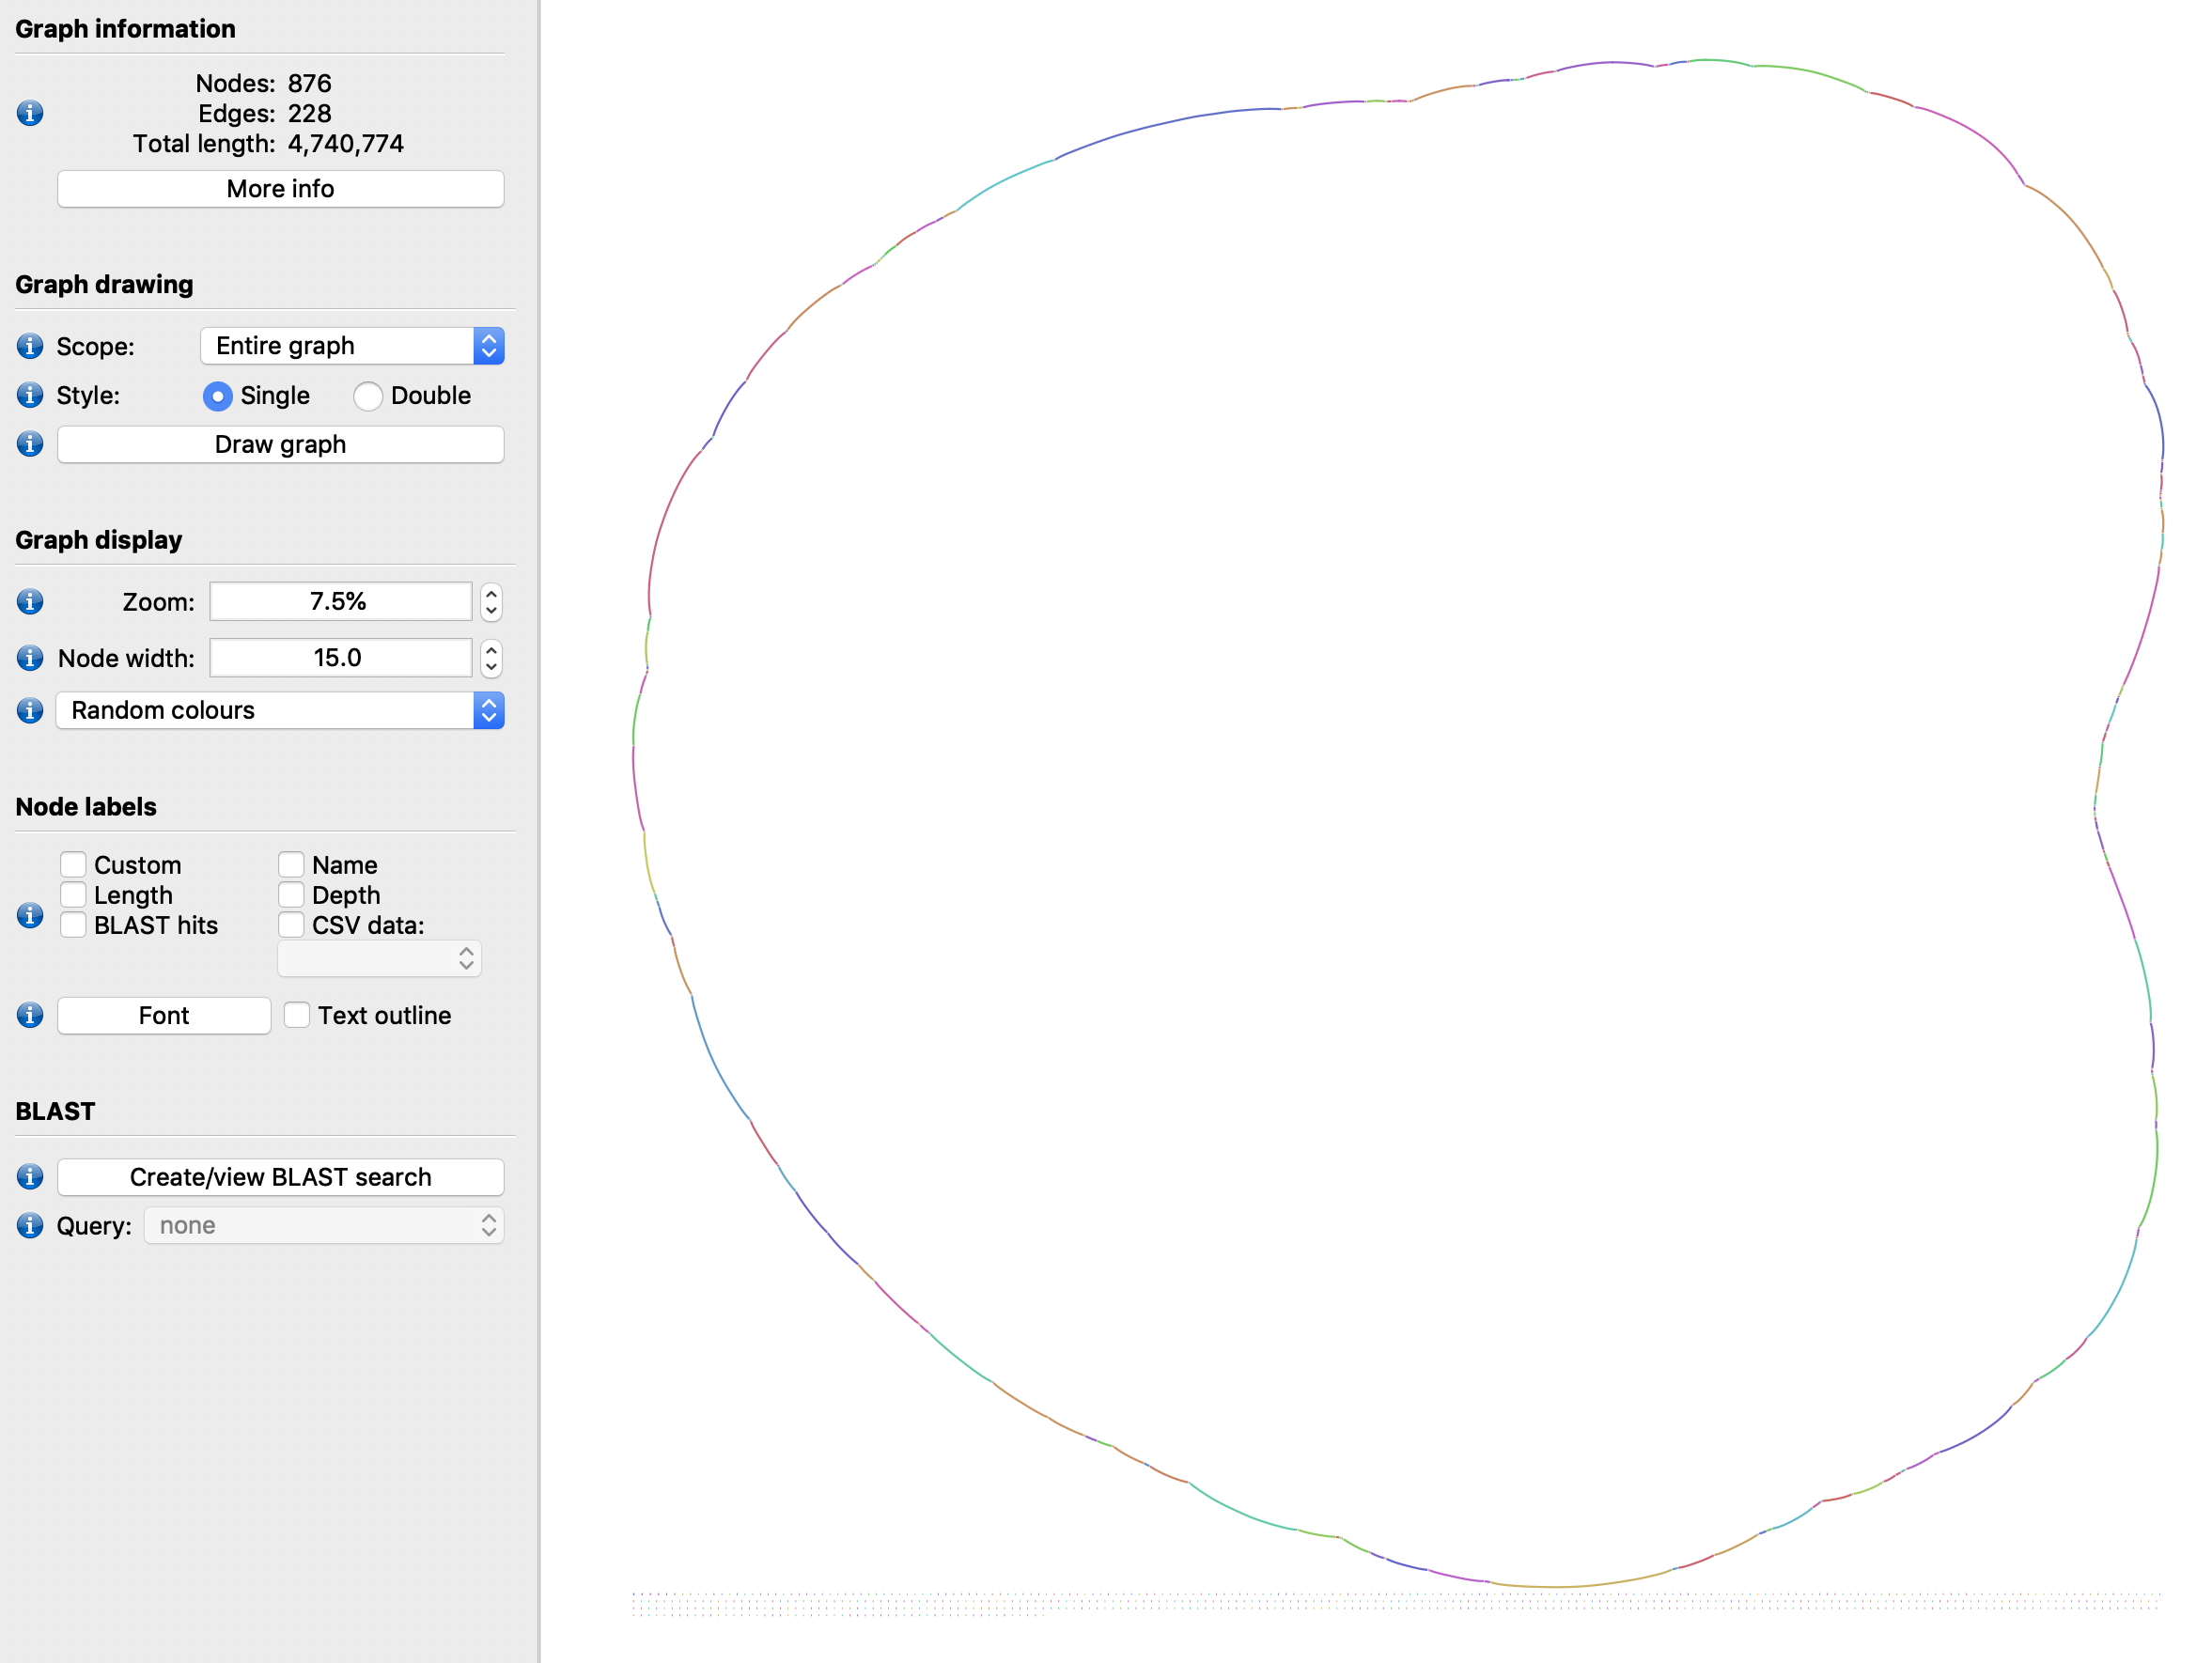 Graph information
Nodes: 876
Edges: 228
Total length: 4,740,774
More info
Graph drawing
Scope: Entire graph
Style: Single Double
Draw graph
Graph display
Zoom: 7.5%
Node width: 15.0
Random colours
Node labels
Custom Name
Length Depth
BLAST hits CSV data:
Font Text outline
BLAST
Create/view BLAST search
Query: none